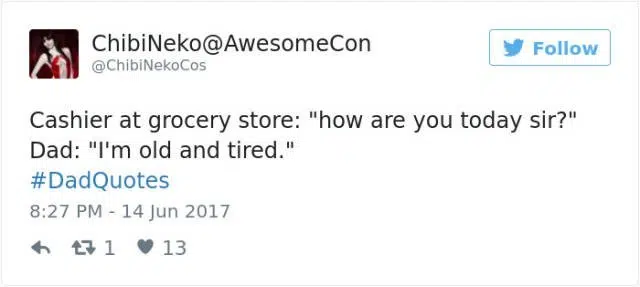 ChibiNeko@AwesomeCon
@ChibiNekoCos
Follow
Cashier at grocery store: "how are you today sir?"
Dad: "I'm old and tired."
#DadQuotes
8:27 PM - 14 Jun 2017
1 13